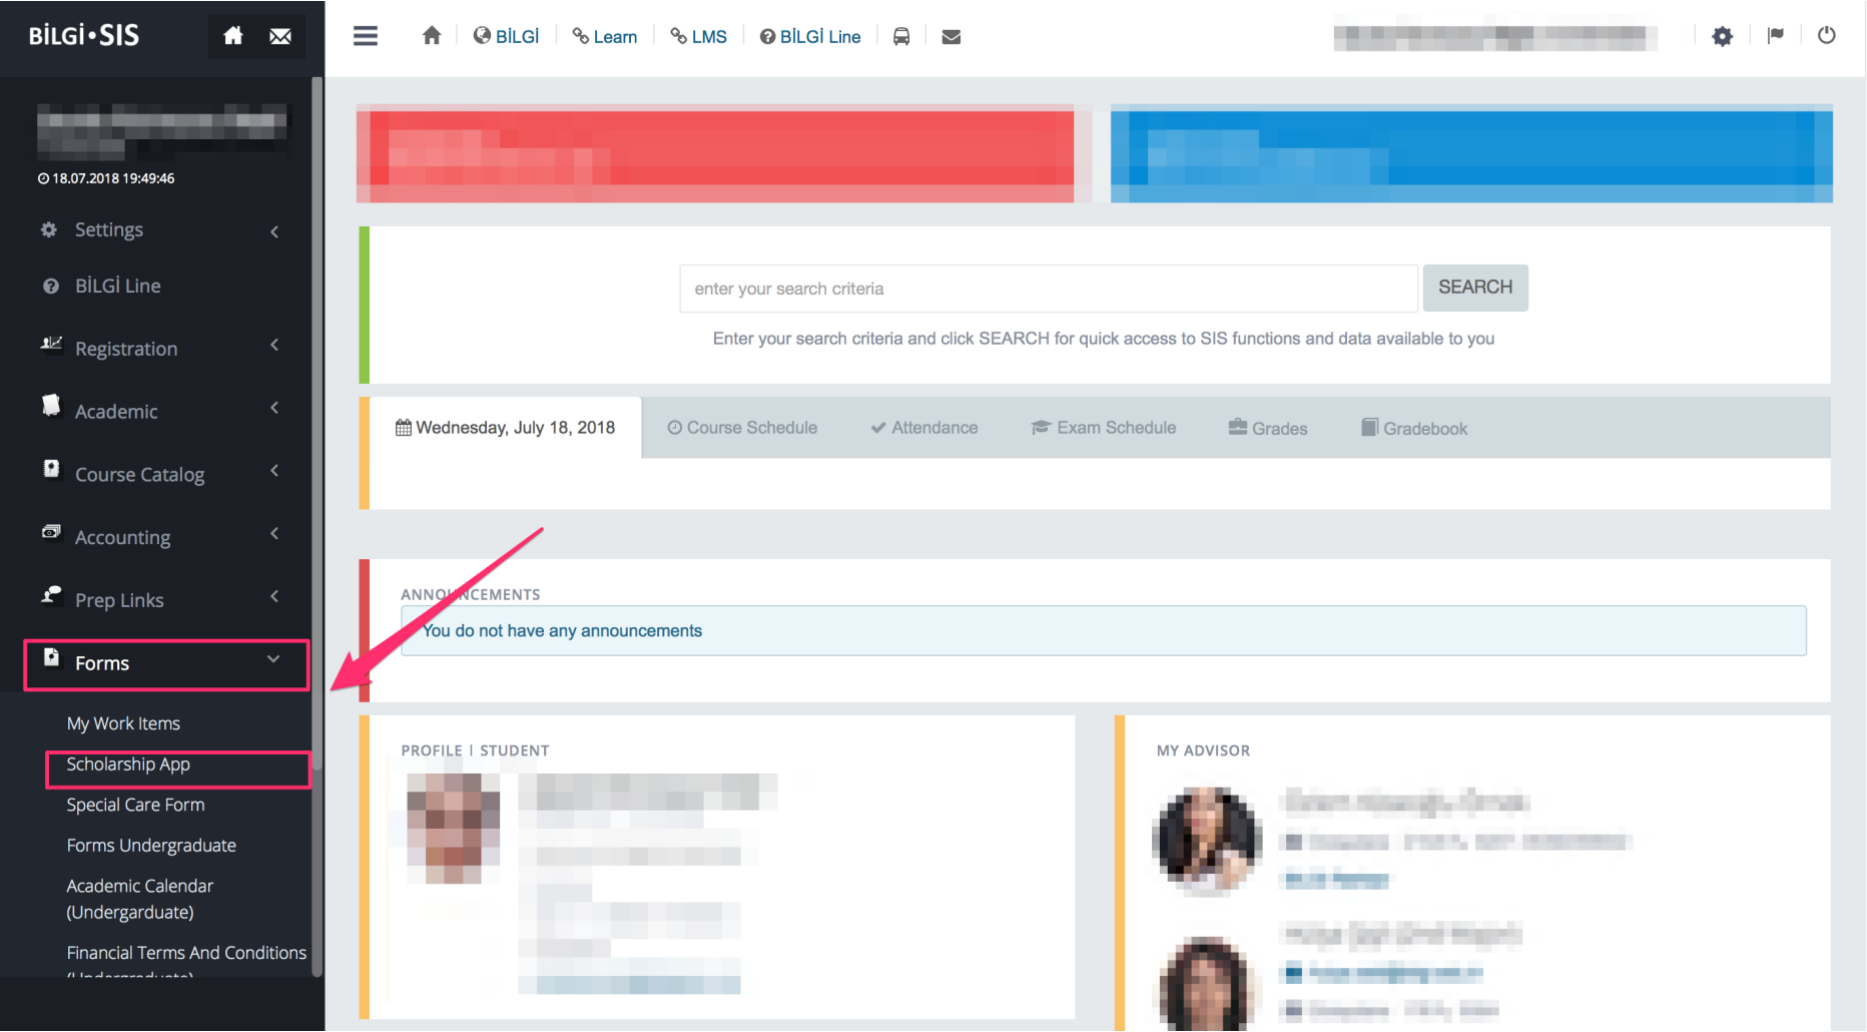 BİLGİ•SIS
BİLGİ
Learn
LMS
BİLGİ Line
18.07.2018 19:49:46
Settings
BİLGİ Line
Registration
Academic
Course Catalog
Accounting
Prep Links
Forms
My Work Items
Scholarship App
Special Care Form
Forms Undergraduate
Academic Calendar
(Undergarduate)
Financial Terms And Conditions
(Undergraduate)
enter your search criteria
SEARCH
Enter your search criteria and click SEARCH for quick access to SIS functions and data available to you
Wednesday, July 18, 2018
Course Schedule
Attendance
Exam Schedule
Grades
Gradebook
ANNOUNCEMENTS
You do not have any announcements
PROFILE | STUDENT
MY ADVISOR